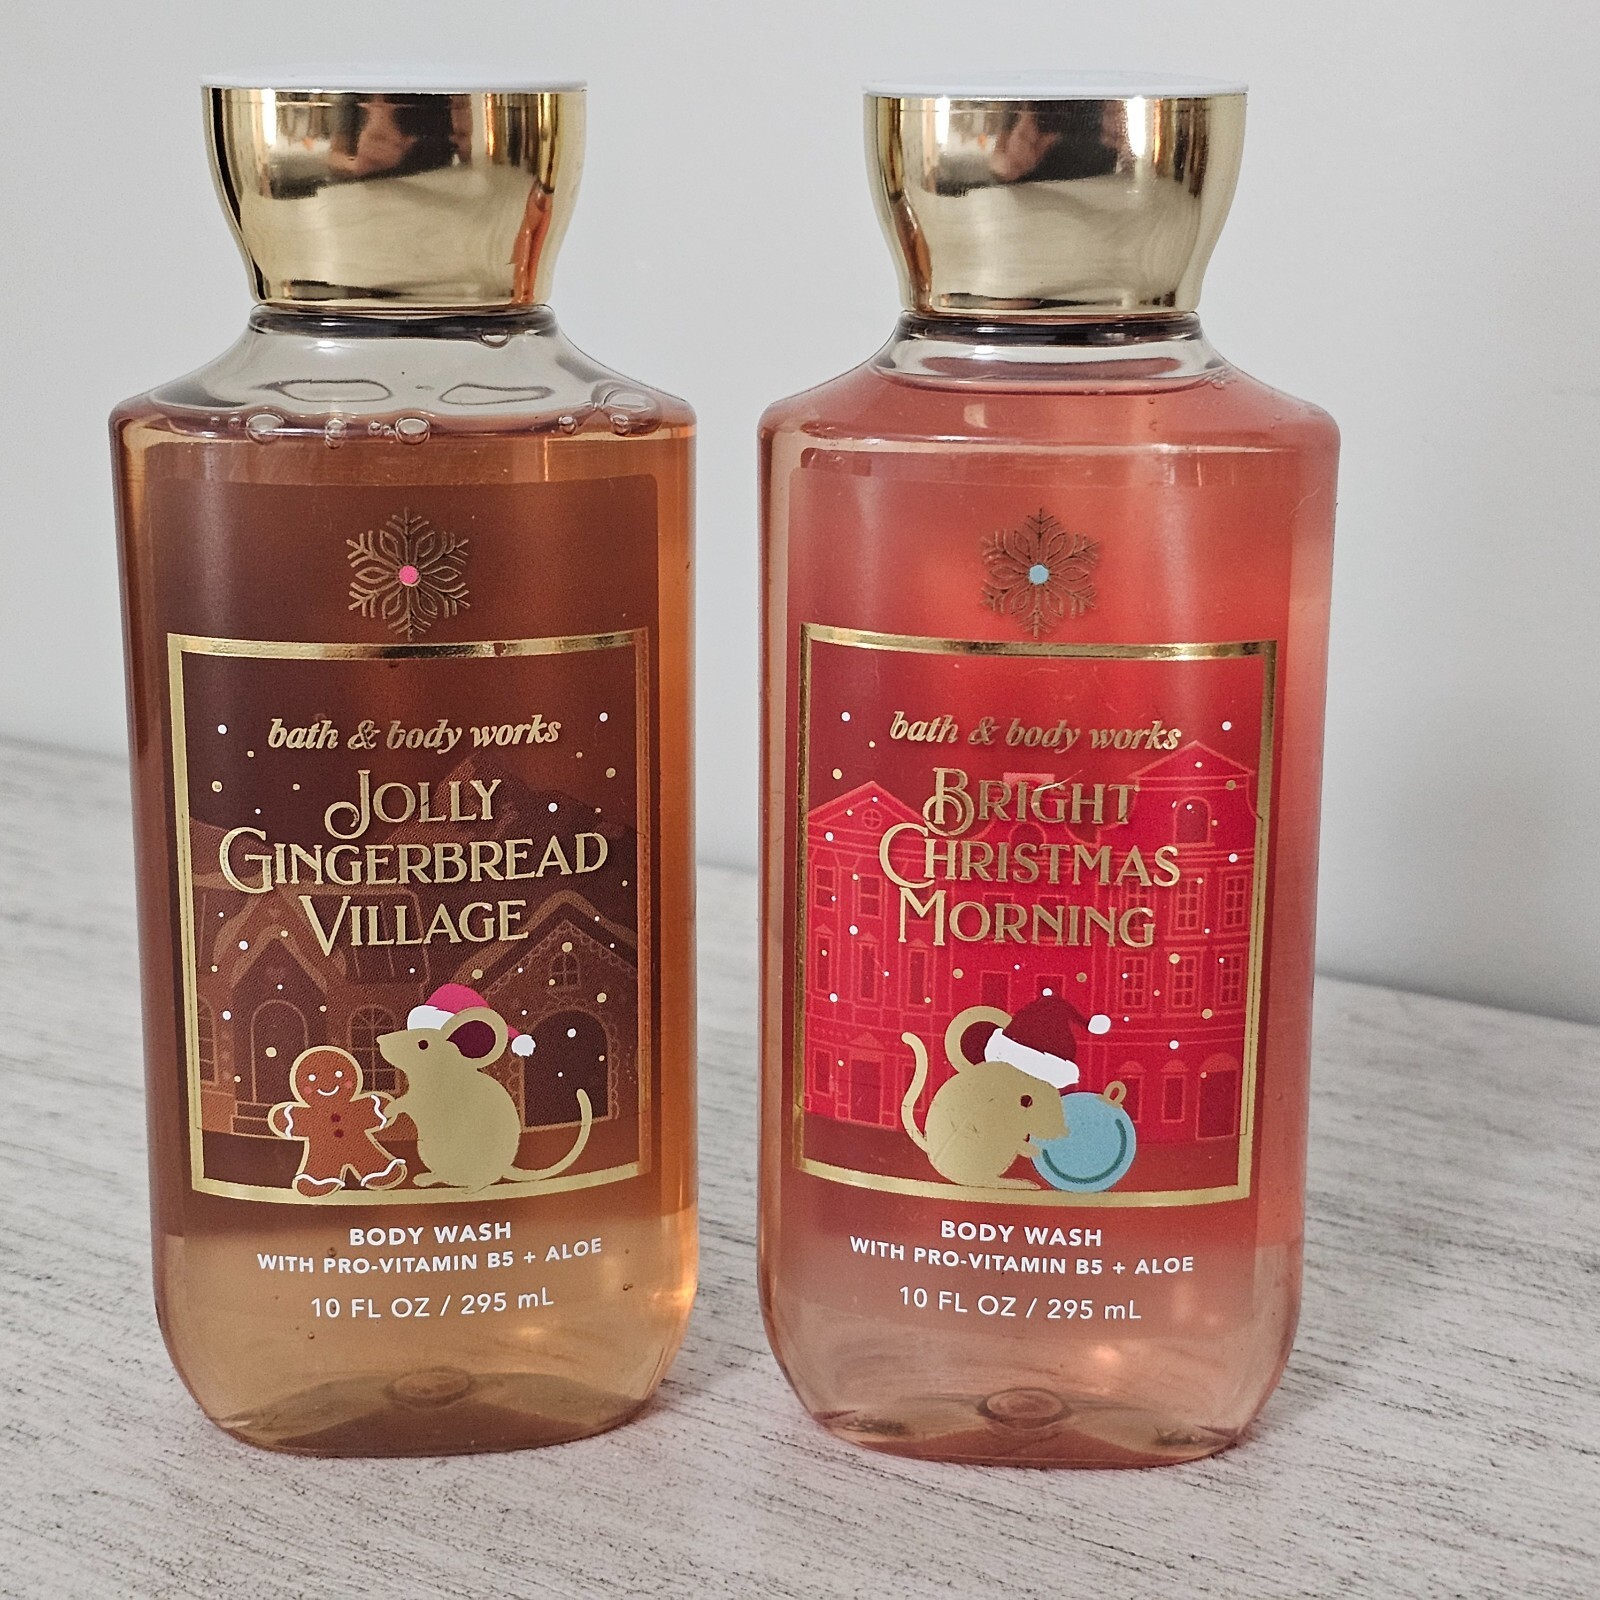 bath & body works
JOLLY
GINGERBREAD
VILLAGE
BODY WASH
WITH PRO-VITAMIN B5 + ALOE
10 FL OZ / 295 mL
bath & body works
BRIGHT
CHRISTMAS
MORNING
BODY WASH
WITH PRO-VITAMIN B5 + ALOE
10 FL OZ / 295 mL